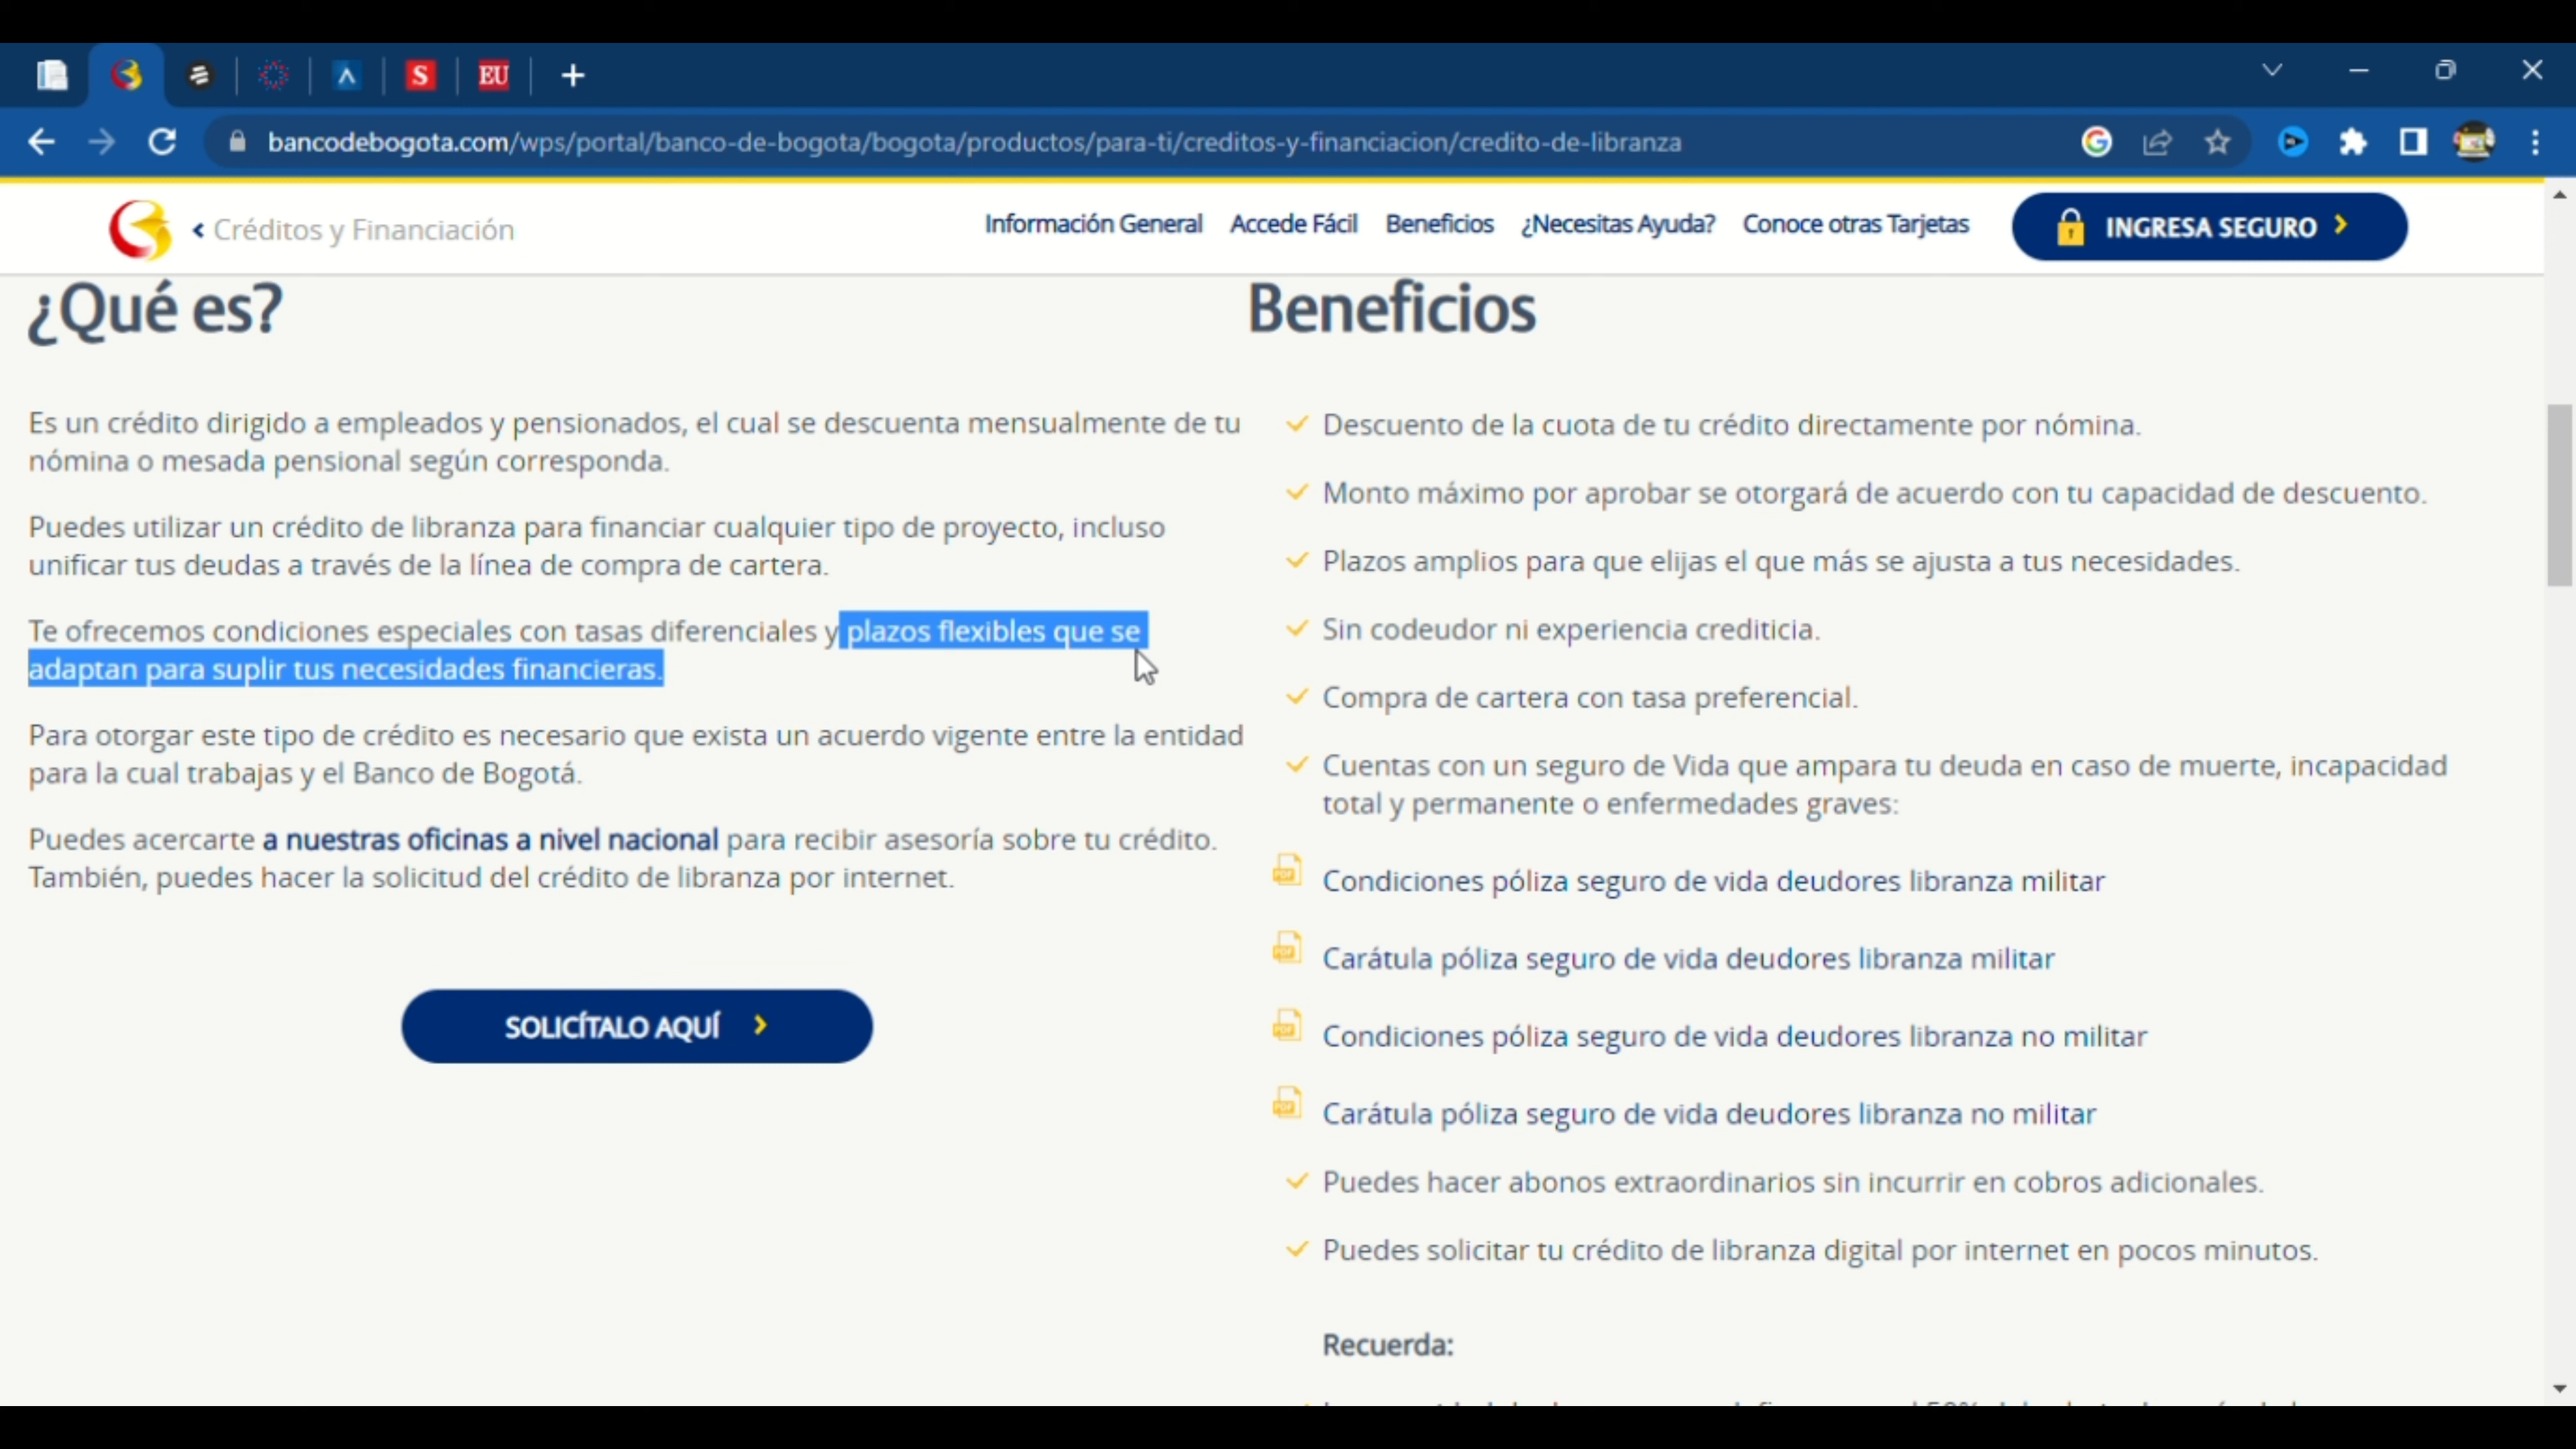 S
EU
bancodebogota.com/wps/portal/banco-de-bogota/bogota/productos/para-ti/creditos-y-financiacion/credito-de-libranza
Créditos y Financiación
Información General
Accede Fácil
Beneficios
¿Necesitas Ayuda?
Conoce otras Tarjetas
INGRESA SEGURO
¿Qué es?
Es un crédito dirigido a empleados y pensionados, el cual se descuenta mensualmente de tu
nómina o mesada pensional según corresponda.
Puedes utilizar un crédito de libranza para financiar cualquier tipo de proyecto, incluso
unificar tus deudas a través de la línea de compra de cartera.
Te ofrecemos condiciones especiales con tasas diferenciales y plazos flexibles que se
adaptan para suplir tus necesidades financieras.
Para otorgar este tipo de crédito es necesario que exista un acuerdo vigente entre la entidad
para la cual trabajas y el Banco de Bogotá.
Puedes acercarte a nuestras oficinas a nivel nacional para recibir asesoría sobre tu crédito.
También, puedes hacer la solicitud del crédito de libranza por internet.
SOLICÍTALO AQUÍ
Beneficios
Descuento de la cuota de tu crédito directamente por nómina.
Monto máximo por aprobar se otorgará de acuerdo con tu capacidad de descuento.
Plazos amplios para que elijas el que más se ajusta a tus necesidades.
Sin codeudor ni experiencia crediticia.
Compra de cartera con tasa preferencial.
Cuentas con un seguro de Vida que ampara tu deuda en caso de muerte, incapacidad
total y permanente o enfermedades graves:
PDF Condiciones póliza seguro de vida deudores libranza militar
PDF Carátula póliza seguro de vida deudores libranza militar
PDF Condiciones póliza seguro de vida deudores libranza no militar
PDF Carátula póliza seguro de vida deudores libranza no militar
Puedes hacer abonos extraordinarios sin incurrir en cobros adicionales.
Puedes solicitar tu crédito de libranza digital por internet en pocos minutos.
Recuerda: